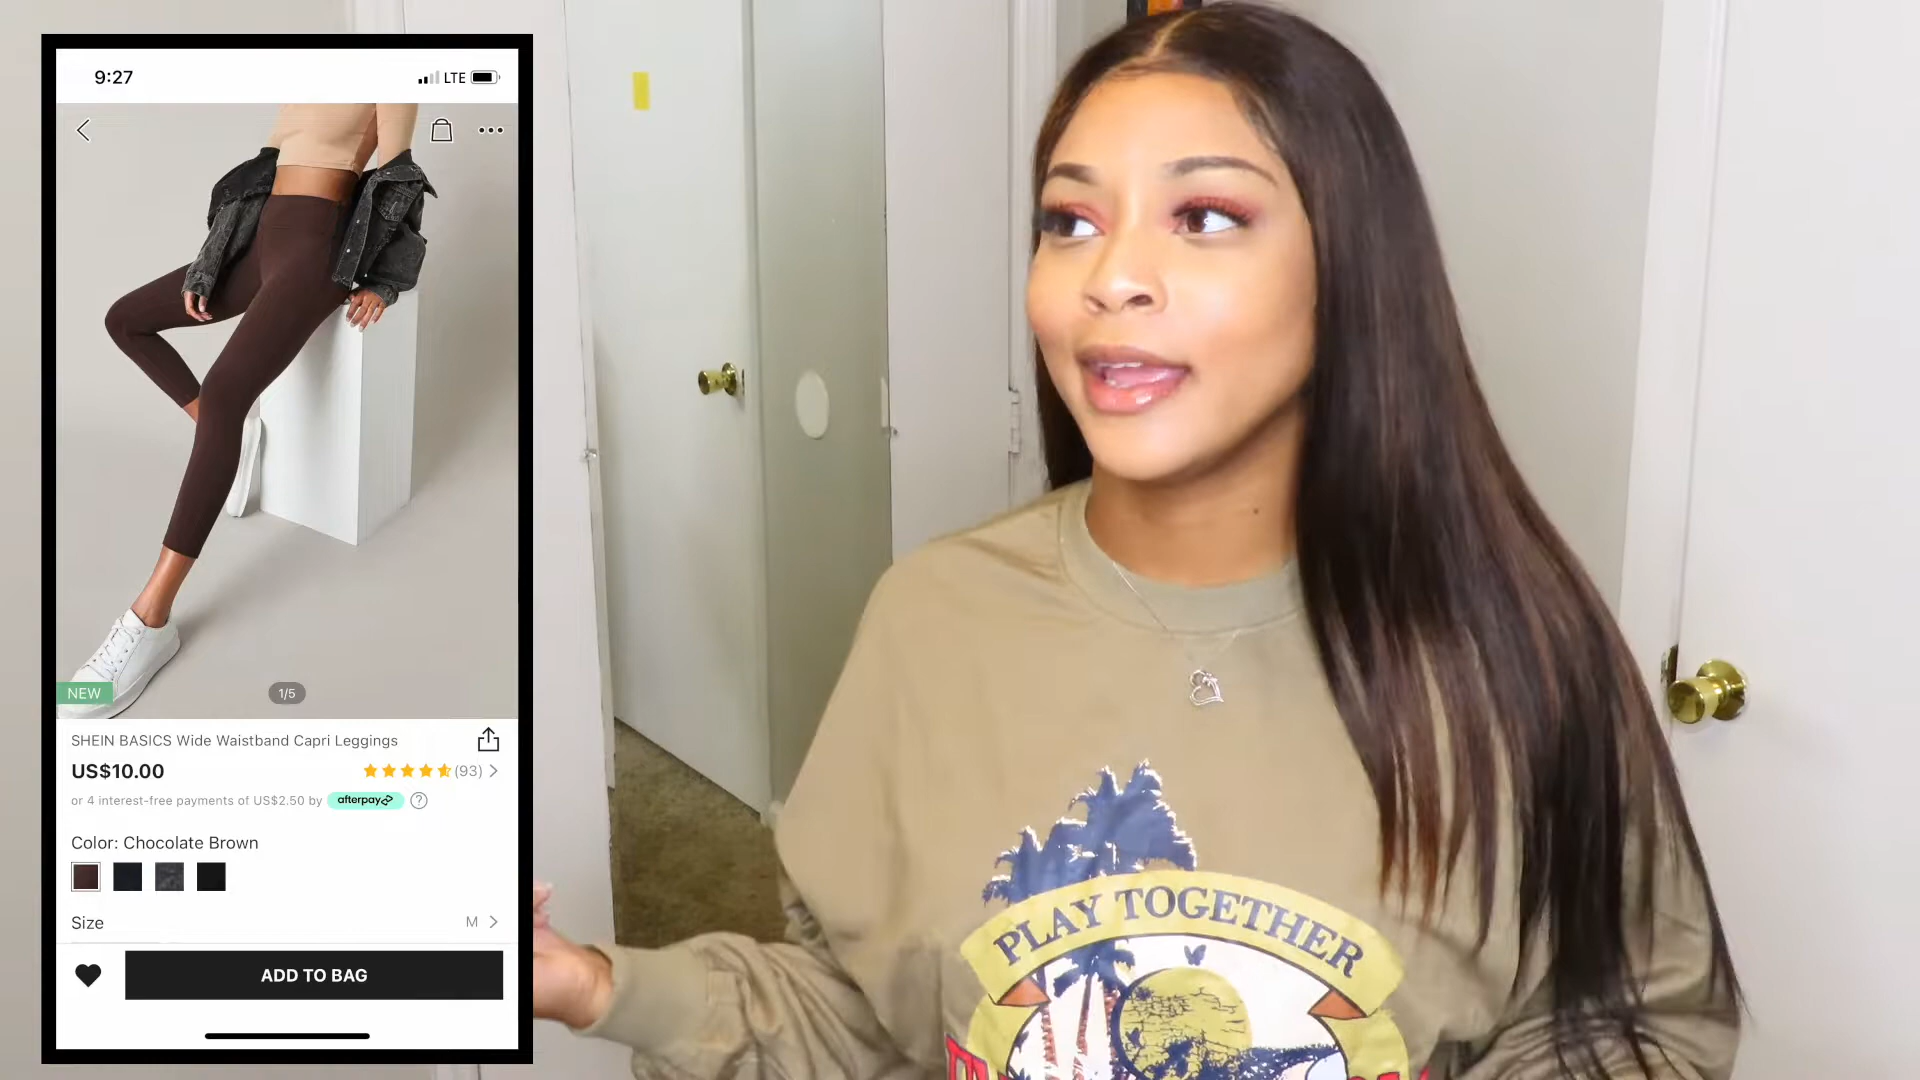 9:27
LTE
NEW
1/5
SHEIN BASICS Wide Waistband Capri Leggings
US$10.00
(93)
or 4 interest-free payments of US$2.50 by afterpay
?
Color: Chocolate Brown
Size
M
ADD TO BAG
PLAY TOGETHER